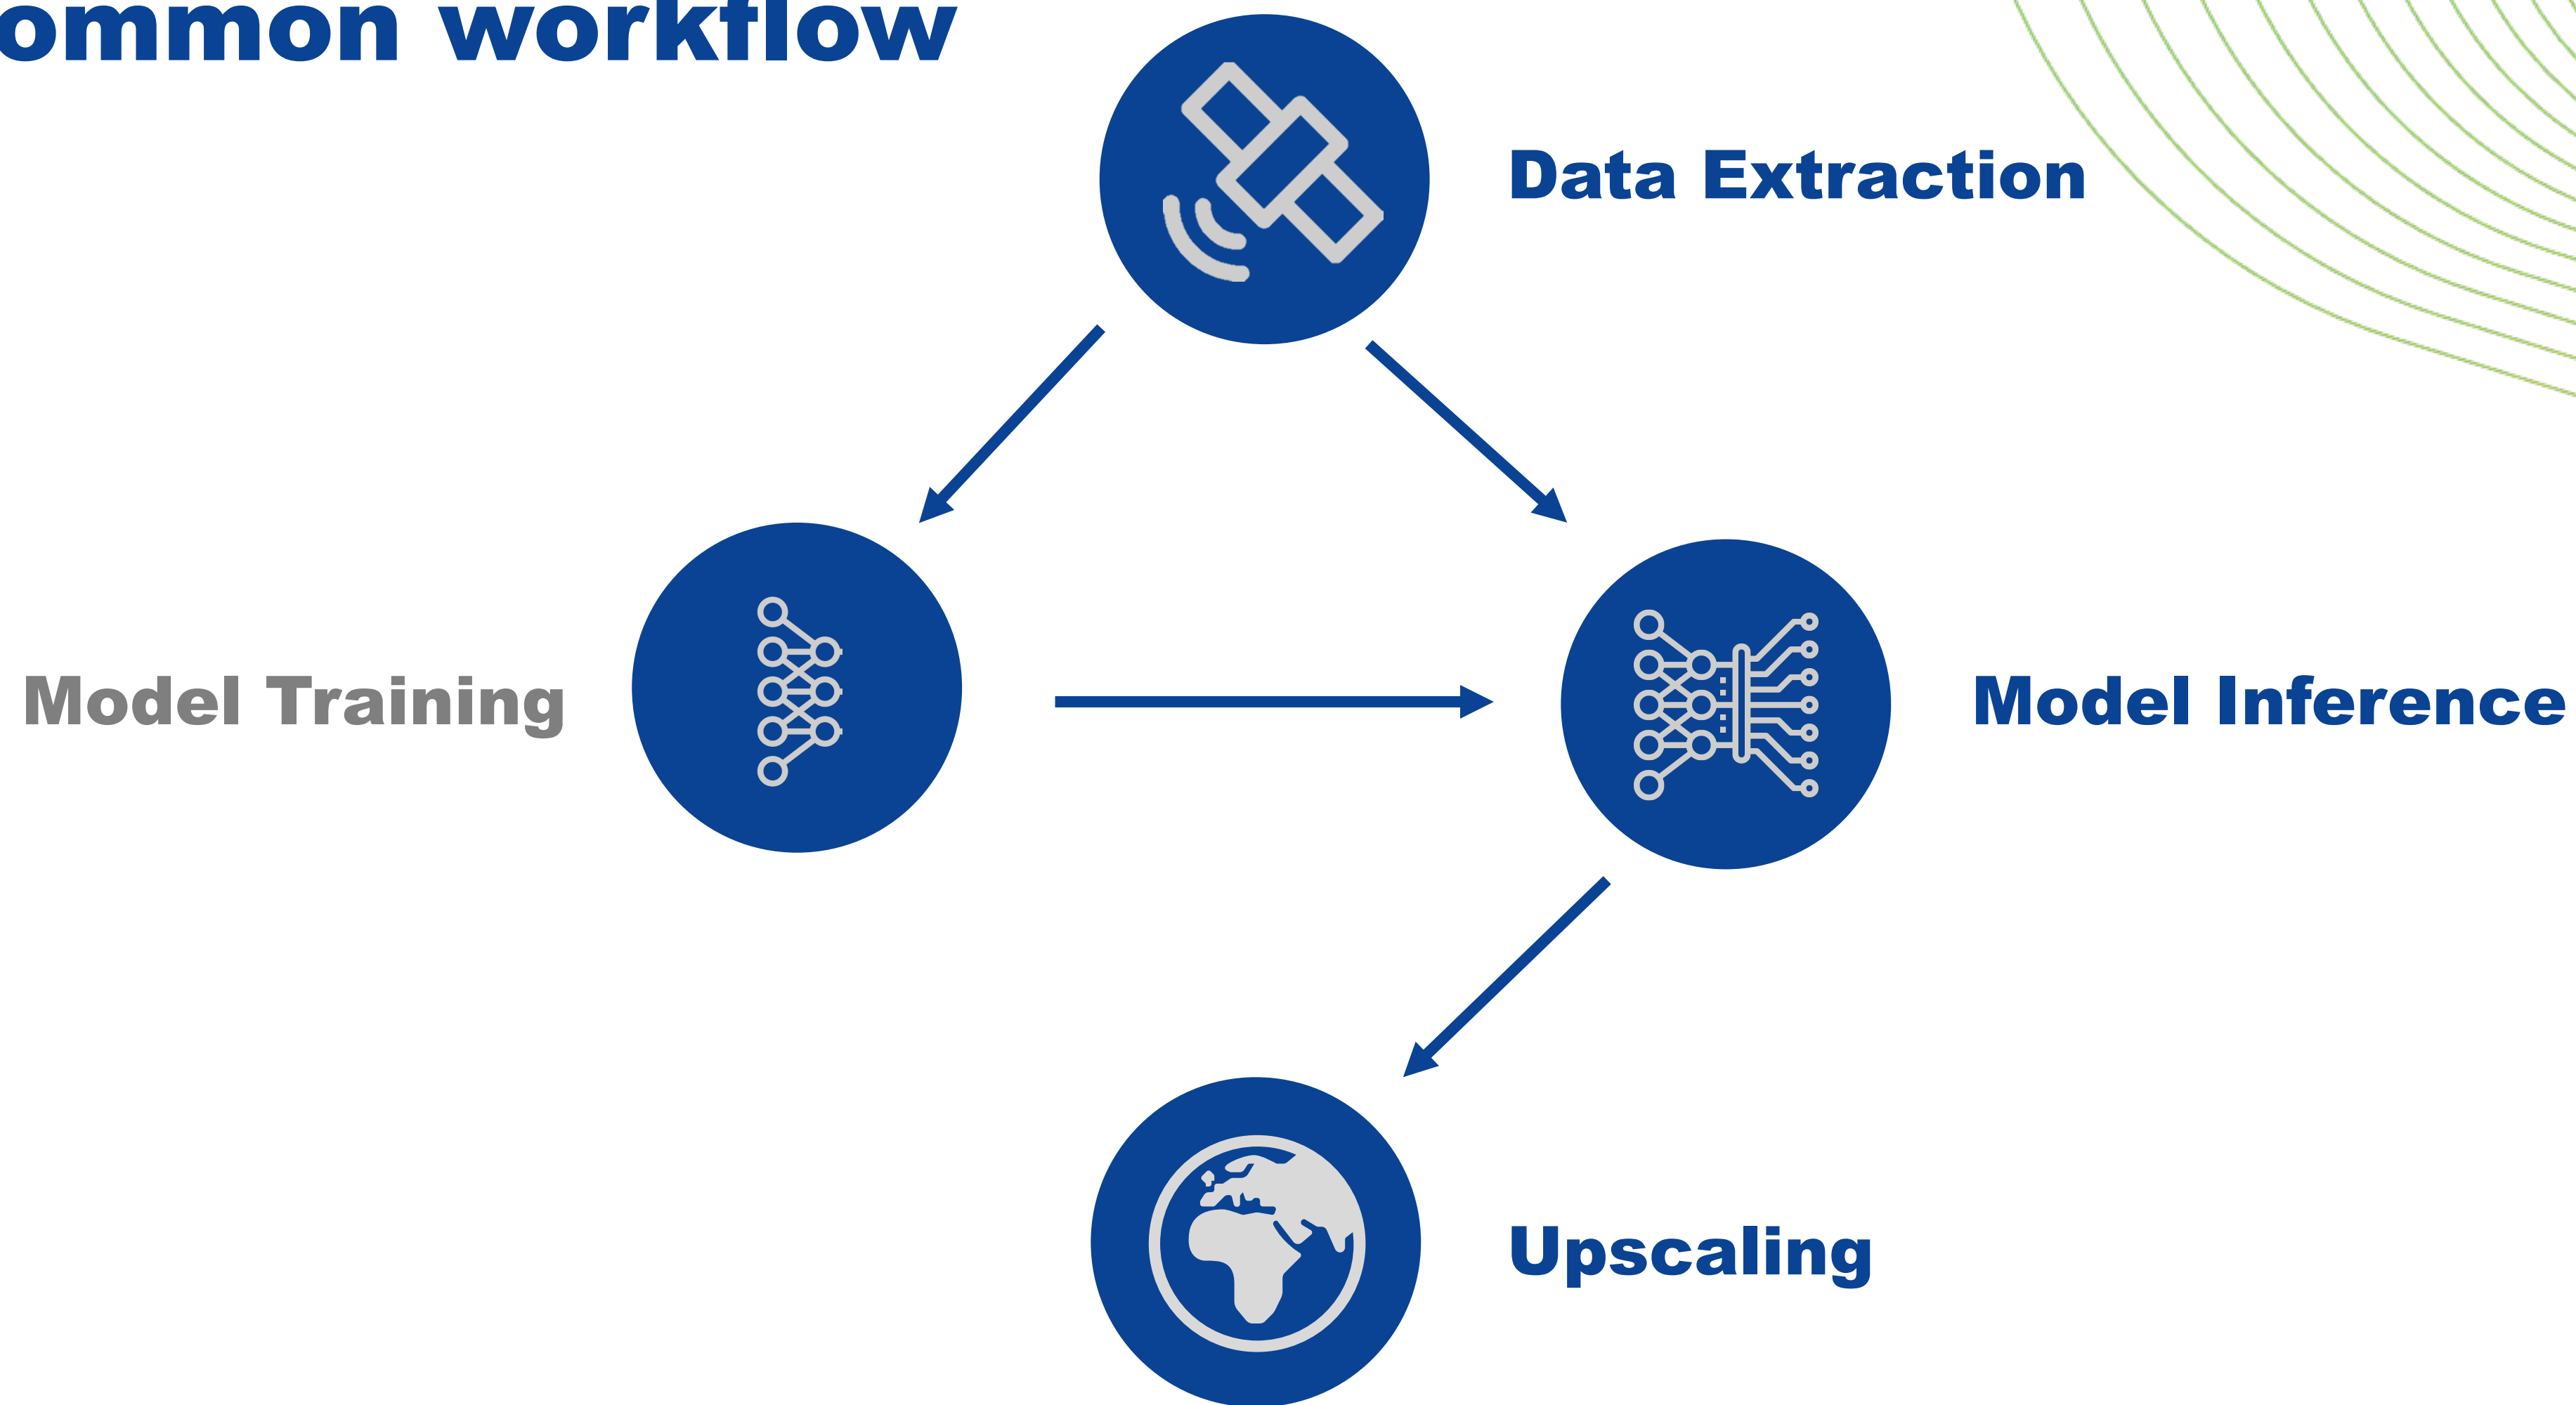 ommon workflow
Data Extraction
Model Training
Model Inference
Upscaling